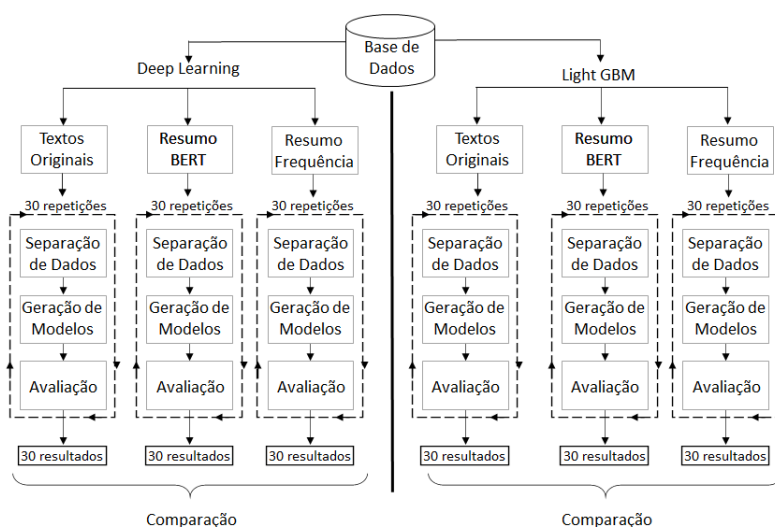 Base de
Dados
Deep Learning
Light GBM
Textos
Originais
Resumo
BERT
Resumo
Frequência
Textos
Originais
Resumo
BERT
Resumo
Frequência
30 repetições
30 repetições
30 repetições
30 repetições
30 repetições
30 repetições
Separação
de Dados
Separação
de Dados
Separação
de Dados
Separação
de Dados
Separação
de Dados
Separação
de Dados
Geração de
Modelos
Geração de
Modelos
Geração de
Modelos
Geração de
Modelos
Geração de
Modelos
Geração de
Modelos
Avaliação
Avaliação
Avaliação
Avaliação
Avaliação
Avaliação
30 resultados
30 resultados
30 resultados
30 resultados
30 resultados
30 resultados
Comparação
Comparação